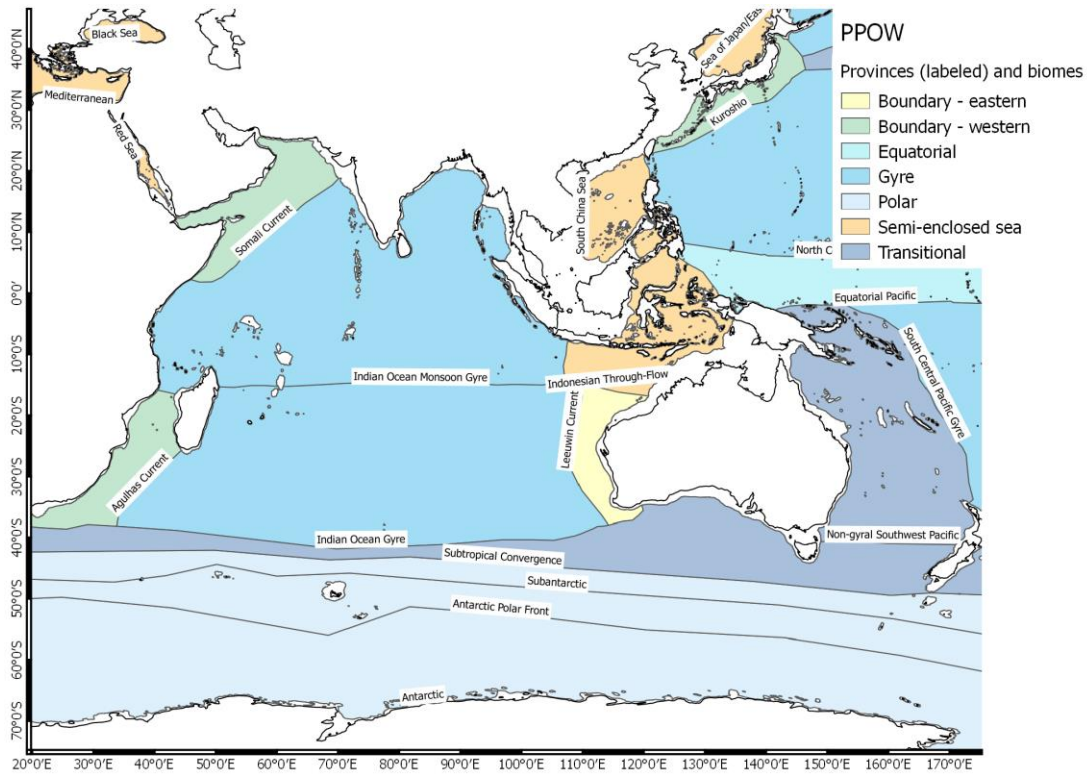 PPOW
Provinces (labeled) and biomes
Boundary - eastern
Boundary - western
Equatorial
Gyre
Polar
Semi-enclosed sea
Transitional
Black Sea
Mediterranean
Red Sea
Sea of Japan/East
Kuroshio
South China Sea
Somali Current
North C
Equatorial Pacific
South Central Pacific Gyre
Indian Ocean Monsoon Gyre
Indonesian Through-Flow
Leeuwin Current
Agulhas Current
Indian Ocean Gyre
Non-gyral Southwest Pacific
Subtropical Convergence
Subantarctic
Antarctic Polar Front
Antarctic
40°0'N
30°0'N
20°0'N
10°0'N
0°0'
10°0'S
20°0'S
30°0'S
40°0'S
50°0'S
60°0'S
70°0'S
20°0'E 30°0'E 40°0'E 50°0'E 60°0'E 70°0'E 80°0'E 90°0'E 100°0'E 110°0'E 120°0'E 130°0'E 140°0'E 150°0'E 160°0'E 170°0'E